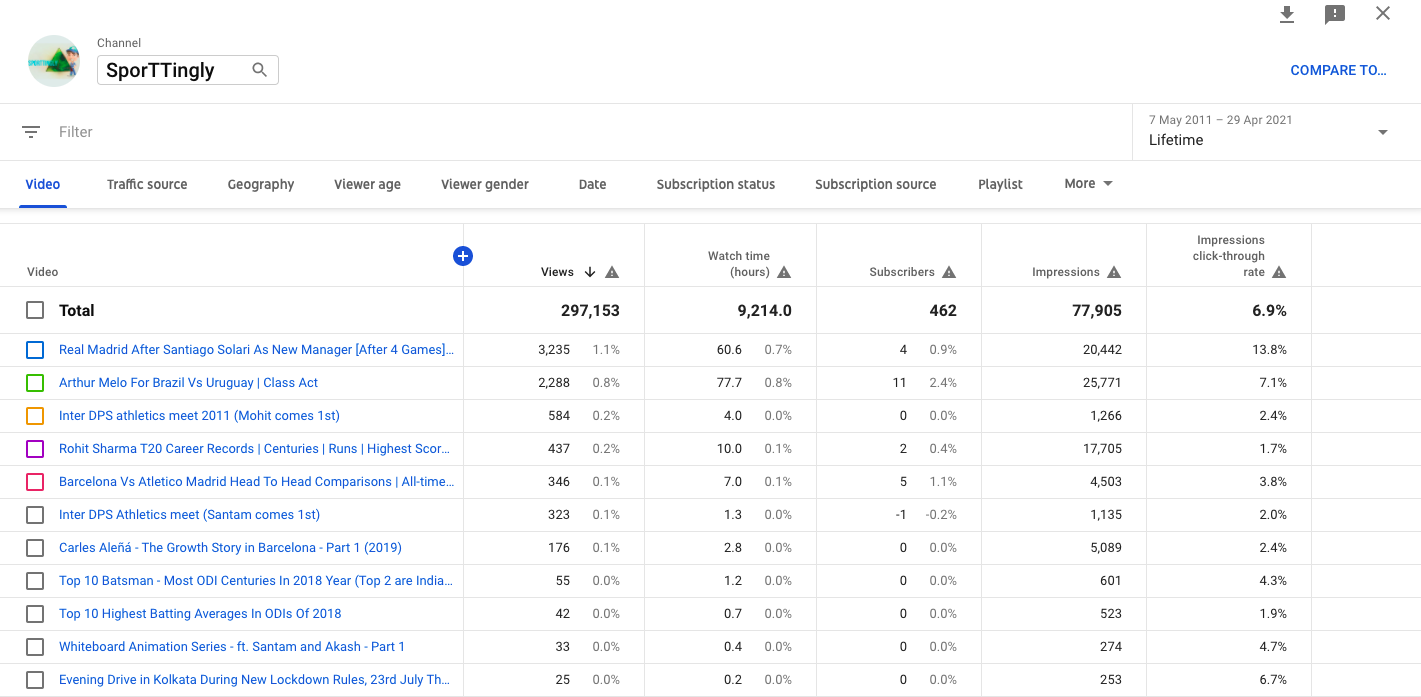 Channel
SporTTingly
COMPARE TO…
Filter
7 May 2011 – 29 Apr 2021
Lifetime
Video Traffic source Geography Viewer age Viewer gender Date Subscription status Subscription source Playlist More
Video Views Watch time (hours) Subscribers Impressions Impressions click-through rate
Total 297,153 9,214.0 462 77,905 6.9%
Real Madrid After Santiago Solari As New Manager [After 4 Games]… 3,235 1.1% 60.6 0.7% 4 0.9% 20,442 13.8%
Arthur Melo For Brazil Vs Uruguay | Class Act 2,288 0.8% 77.7 0.8% 11 2.4% 25,771 7.1%
Inter DPS athletics meet 2011 (Mohit comes 1st) 584 0.2% 4.0 0.0% 0 0.0% 1,266 2.4%
Rohit Sharma T20 Career Records | Centuries | Runs | Highest Scor… 437 0.2% 10.0 0.1% 2 0.4% 17,705 1.7%
Barcelona Vs Atletico Madrid Head To Head Comparisons | All-time… 346 0.1% 7.0 0.1% 5 1.1% 4,503 3.8%
Inter DPS Athletics meet (Santam comes 1st) 323 0.1% 1.3 0.0% -1 -0.2% 1,135 2.0%
Carles Aleñá - The Growth Story in Barcelona - Part 1 (2019) 176 0.1% 2.8 0.0% 0 0.0% 5,089 2.4%
Top 10 Batsman - Most ODI Centuries In 2018 Year (Top 2 are India… 55 0.0% 1.2 0.0% 0 0.0% 601 4.3%
Top 10 Highest Batting Averages In ODIs Of 2018 42 0.0% 0.7 0.0% 0 0.0% 523 1.9%
Whiteboard Animation Series - ft. Santam and Akash - Part 1 33 0.0% 0.4 0.0% 0 0.0% 274 4.7%
Evening Drive in Kolkata During New Lockdown Rules, 23rd July Th… 25 0.0% 0.2 0.0% 0 0.0% 253 6.7%